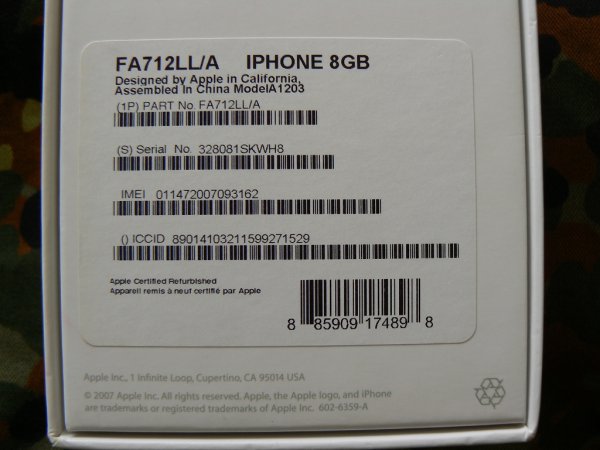 FA712LL/A IPHONE 8GB
Designed by Apple in California,
Assembled In China ModelA1203
(1P) PART No. FA712LL/A
(S) Serial No. 328081SKWH8
IMEI 011472007093162
() ICCID 89014103211599271529
Apple Certified Refurbished
Appareil remis à neuf certifié par Apple
8 85909 17489 8
Apple Inc., 1 Infinite Loop, Cupertino, CA 95014 USA
© 2007 Apple Inc. All rights reserved. Apple, the Apple logo, and iPhone
are trademarks or registered trademarks of Apple Inc. 602-6359-A